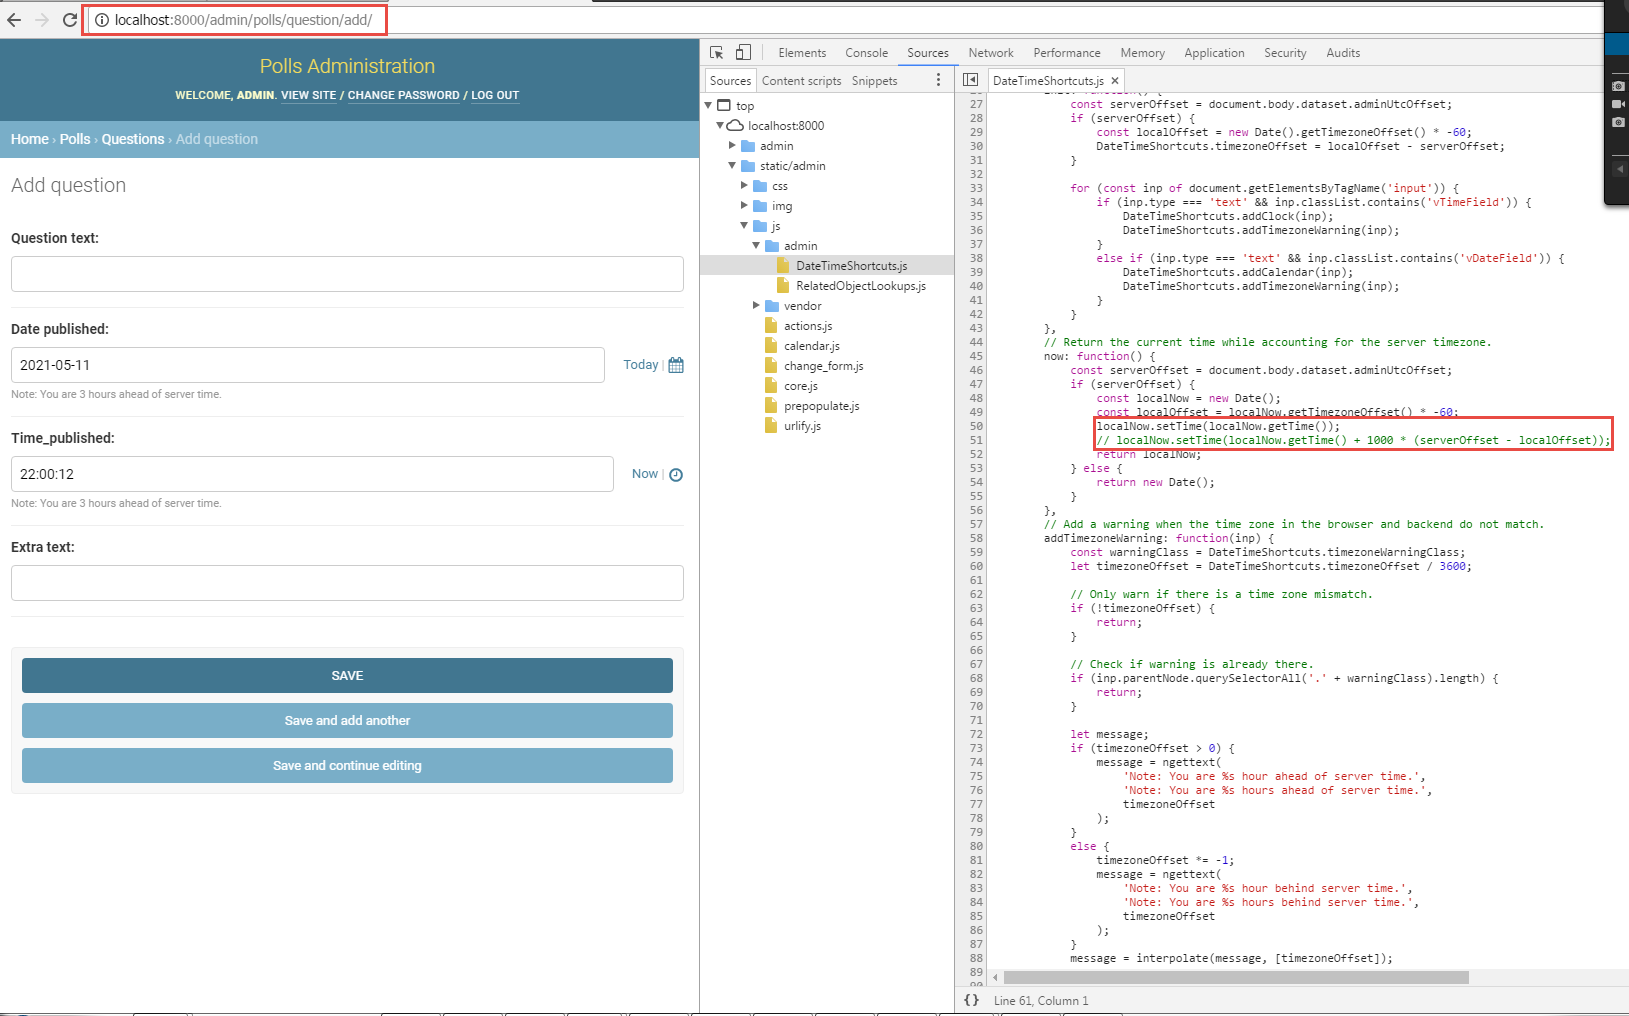 localhost:8000/admin/polls/question/add/
Polls Administration
WELCOME, ADMIN. VIEW SITE / CHANGE PASSWORD / LOG OUT
Home › Polls › Questions › Add question
Add question
Question text:
Date published:
2021-05-11
Today |
Note: You are 3 hours ahead of server time.
Time_published:
22:00:12
Now |
Note: You are 3 hours ahead of server time.
Extra text:
SAVE
Save and add another
Save and continue editing
Elements Console Sources Network Performance Memory Application Security Audits
Sources Content scripts Snippets
top
localhost:8000
admin
static/admin
css
img
js
admin
DateTimeShortcuts.js
RelatedObjectLookups.js
vendor
actions.js
calendar.js
change_form.js
core.js
prepopulate.js
urlify.js
DateTimeShortcuts.js ×
27 const serverOffset = document.body.dataset.adminUtcOffset;
28 if (serverOffset) {
29 const localOffset = new Date().getTimezoneOffset() * -60;
30 DateTimeShortcuts.timezoneOffset = localOffset - serverOffset;
31 }
32
33 for (const inp of document.getElementsByTagName('input')) {
34 if (inp.type === 'text' && inp.classList.contains('vTimeField')) {
35 DateTimeShortcuts.addClock(inp);
36 DateTimeShortcuts.addTimezoneWarning(inp);
37 }
38 else if (inp.type === 'text' && inp.classList.contains('vDateField')) {
39 DateTimeShortcuts.addCalendar(inp);
40 DateTimeShortcuts.addTimezoneWarning(inp);
41 }
42 }
43 },
44 // Return the current time while accounting for the server timezone.
45 now: function() {
46 const serverOffset = document.body.dataset.adminUtcOffset;
47 if (serverOffset) {
48 const localNow = new Date();
49 const localOffset = localNow.getTimezoneOffset() * -60;
50 localNow.setTime(localNow.getTime());
51 // localNow.setTime(localNow.getTime() + 1000 * (serverOffset - localOffset));
52 return localNow;
53 } else {
54 return new Date();
55 }
56 },
57 // Add a warning when the time zone in the browser and backend do not match.
58 addTimezoneWarning: function(inp) {
59 const warningClass = DateTimeShortcuts.timezoneWarningClass;
60 let timezoneOffset = DateTimeShortcuts.timezoneOffset / 3600;
61
62 // Only warn if there is a time zone mismatch.
63 if (!timezoneOffset) {
64 return;
65 }
66
67 // Check if warning is already there.
68 if (inp.parentNode.querySelectorAll('.' + warningClass).length) {
69 return;
70 }
71
72 let message;
73 if (timezoneOffset > 0) {
74 message = ngettext(
75 'Note: You are %s hour ahead of server time.',
76 'Note: You are %s hours ahead of server time.',
77 timezoneOffset
78 );
79 }
80 else {
81 timezoneOffset *= -1;
82 message = ngettext(
83 'Note: You are %s hour behind server time.',
84 'Note: You are %s hours behind server time.',
85 timezoneOffset
86 );
87 }
88 message = interpolate(message, [timezoneOffset]);
89
{} Line 61, Column 1